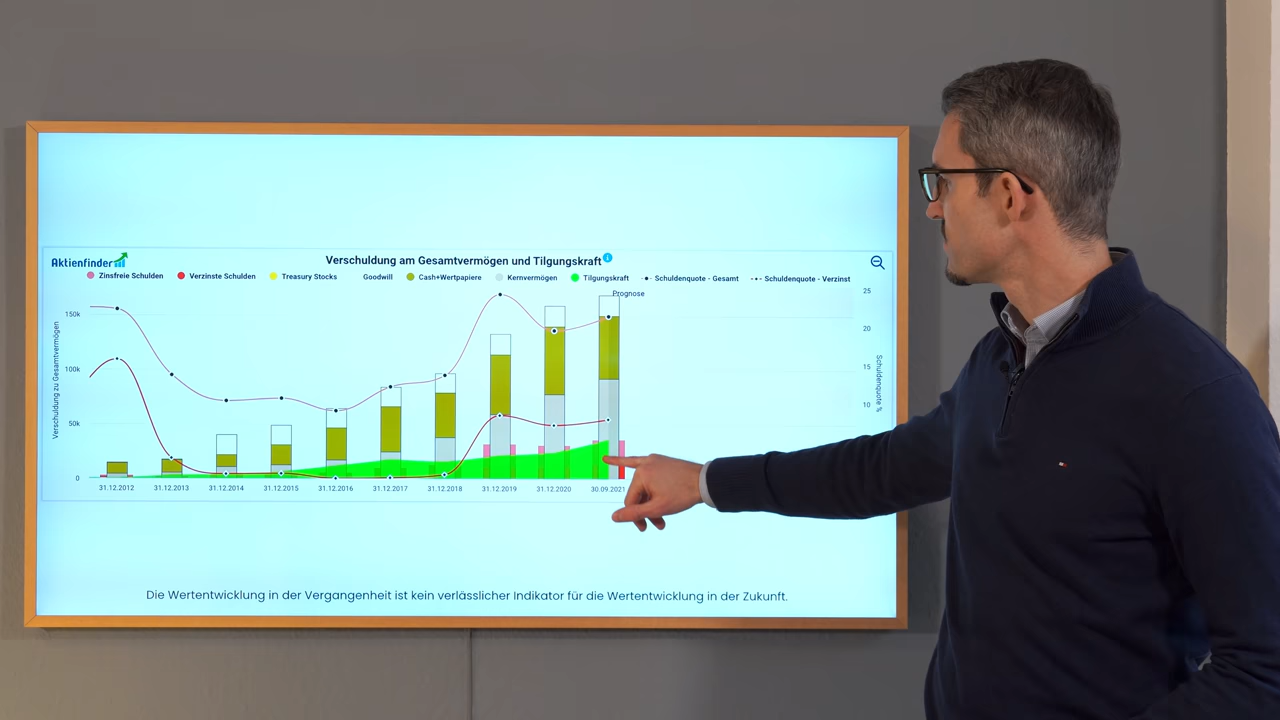 Aktienfinder
Verschuldung am Gesamtvermögen und Tilgungskraft
Zinsfreie Schulden Verzinste Schulden Treasury Stocks Goodwill Cash+Wertpapiere Kernvermögen Tilgungskraft Schuldenquote - Gesamt Schuldenquote - Verzinst
Prognose
Verschuldung zu Gesamtvermögen
150k
100k
50k
0
25
20
15
10
Schuldenquote %
31.12.2012 31.12.2013 31.12.2014 31.12.2015 31.12.2016 31.12.2017 31.12.2018 31.12.2019 31.12.2020 30.09.2021
Die Wertentwicklung in der Vergangenheit ist kein verlässlicher Indikator für die Wertentwicklung in der Zukunft.